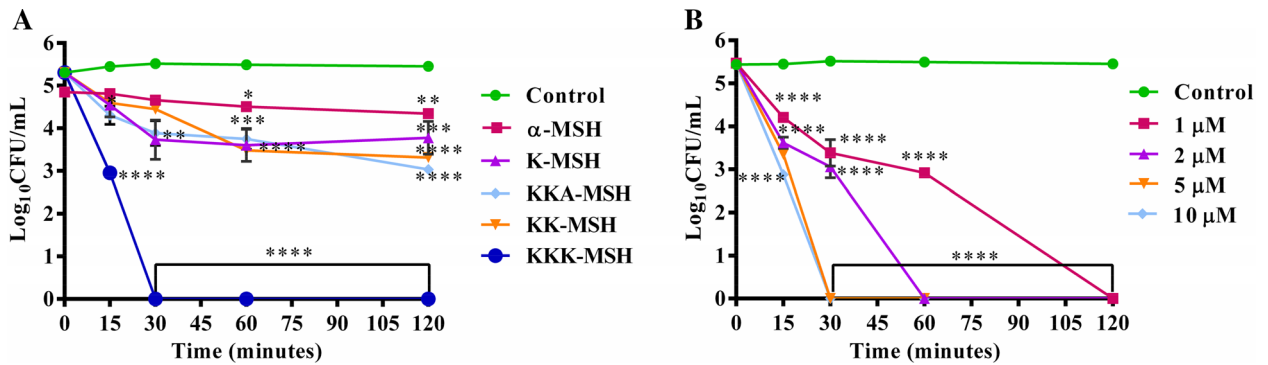 A
Log10CFU/mL
6
5
4
3
2
1
0
0 15 30 45 60 75 90 105 120
Time (minutes)
*
****
**
*
***
****
**
***
****
****
****
Control
α-MSH
K-MSH
KKA-MSH
KK-MSH
KKK-MSH
B
Log10CFU/mL
6
5
4
3
2
1
0
0 15 30 45 60 75 90 105 120
Time (minutes)
****
****
****
****
****
****
****
Control
1 μM
2 μM
5 μM
10 μM